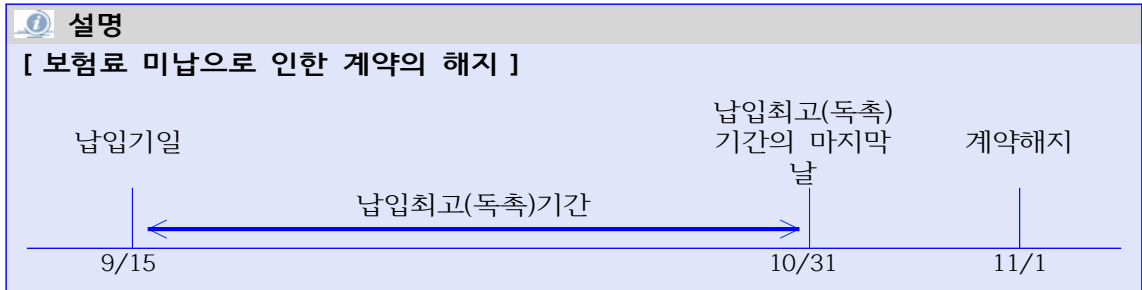 설명
[ 보험료 미납으로 인한 계약의 해지 ]
납입기일
납입최고(독촉)
기간의 마지막
날
계약해지
납입최고(독촉)기간
9/15
10/31
11/1